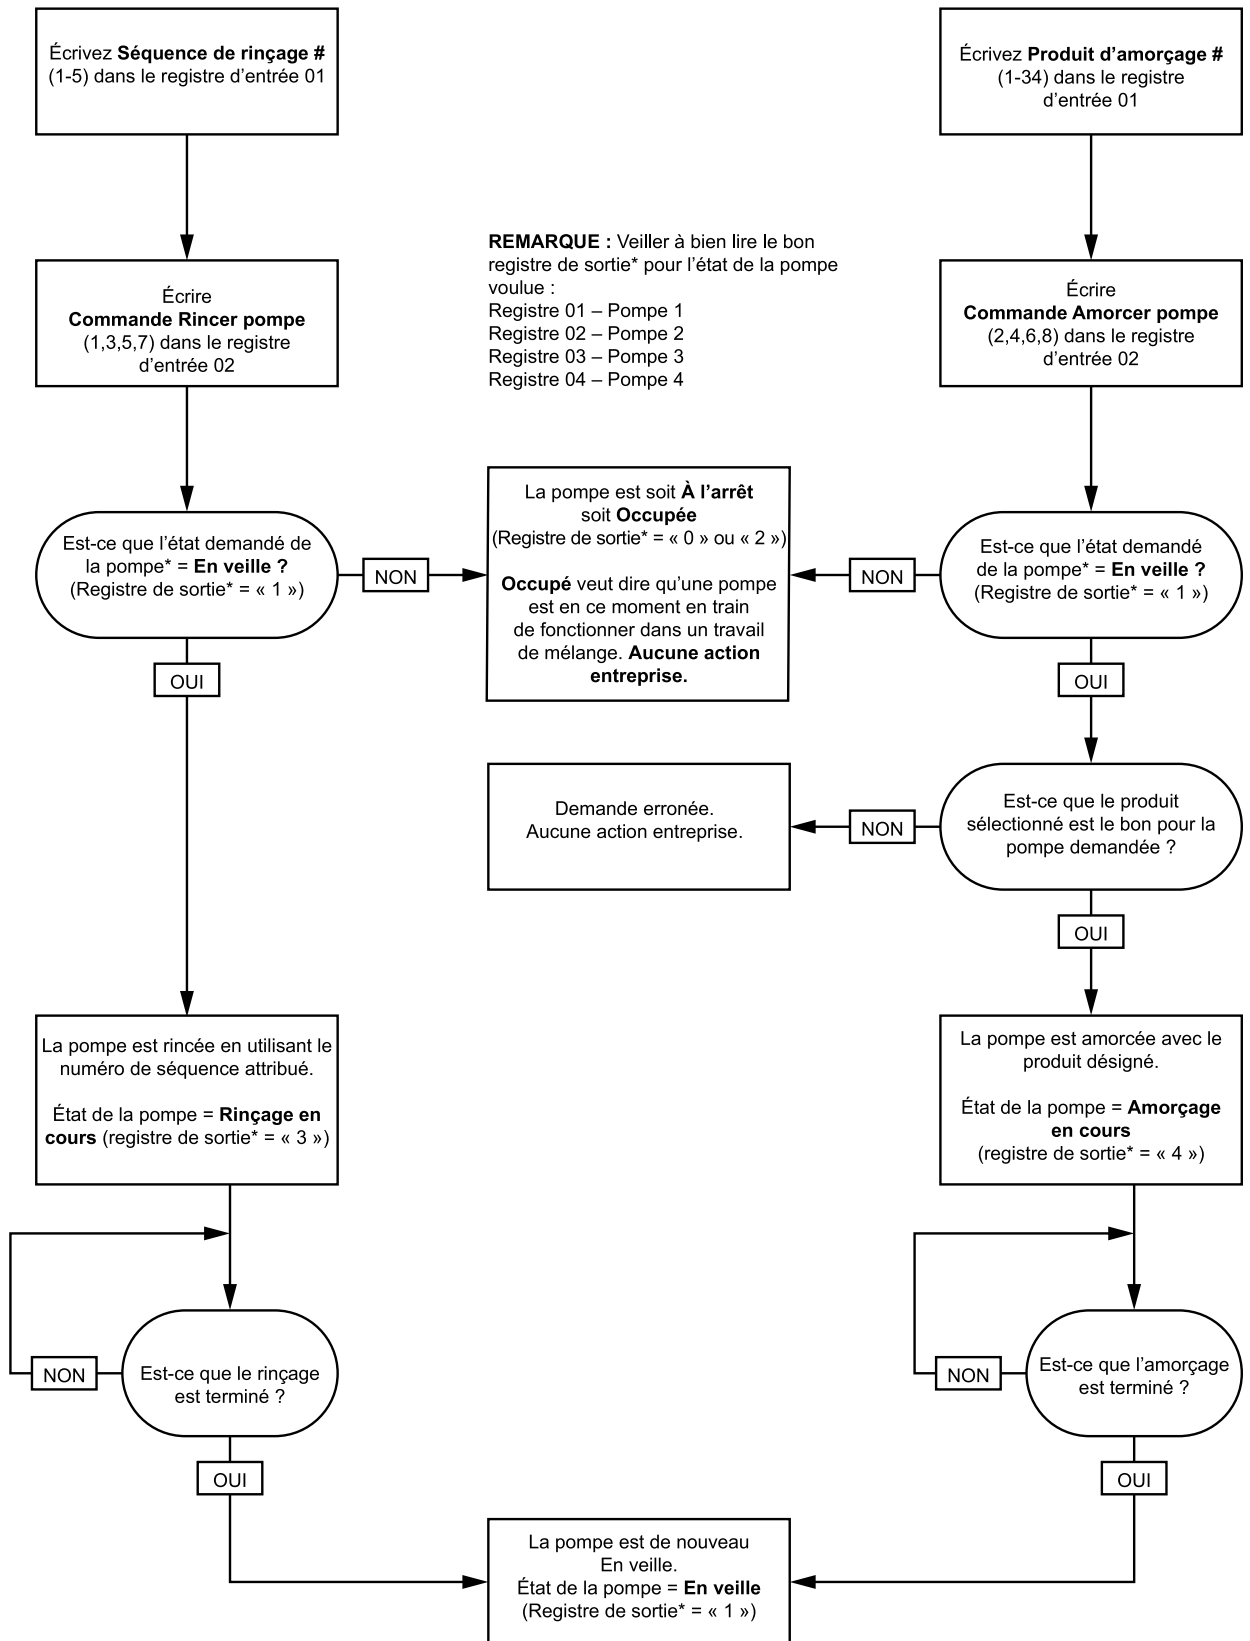 Écrivez Séquence de rinçage #
(1-5) dans le registre d'entrée 01
Écrivez Produit d'amorçage #
(1-34) dans le registre
d'entrée 01
REMARQUE : Veiller à bien lire le bon
registre de sortie* pour l'état de la pompe
voulue :
Registre 01 – Pompe 1
Registre 02 – Pompe 2
Registre 03 – Pompe 3
Registre 04 – Pompe 4
Écrire
Commande Rincer pompe
(1,3,5,7) dans le registre
d'entrée 02
Écrire
Commande Amorcer pompe
(2,4,6,8) dans le registre
d'entrée 02
Est-ce que l'état demandé de
la pompe* = En veille ?
(Registre de sortie* = « 1 »)
NON
La pompe est soit À l'arrêt
soit Occupée
(Registre de sortie* = « 0 » ou « 2 »)
Occupé veut dire qu'une pompe
est en ce moment en train
de fonctionner dans un travail
de mélange. Aucune action
entreprise.
NON
Est-ce que l'état demandé
de la pompe* = En veille ?
(Registre de sortie* = « 1 »)
OUI
OUI
Demande erronée.
Aucune action entreprise.
NON
Est-ce que le produit
sélectionné est le bon pour la
pompe demandée ?
OUI
La pompe est rincée en utilisant le
numéro de séquence attribué.
État de la pompe = Rinçage en
cours (registre de sortie* = « 3 »)
La pompe est amorcée avec le
produit désigné.
État de la pompe = Amorçage
en cours
(registre de sortie* = « 4 »)
NON
Est-ce que le rinçage
est terminé ?
NON
Est-ce que l'amorçage
est terminé ?
OUI
OUI
La pompe est de nouveau
En veille.
État de la pompe = En veille
(Registre de sortie* = « 1 »)